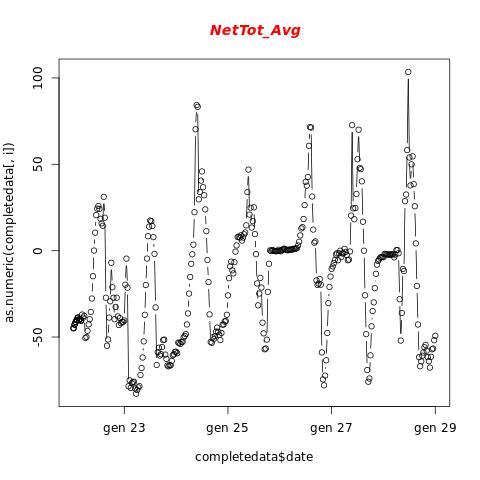 NetTot_Avg
as.numeric(completedata[, i])
100
50
0
-50
gen 23
gen 25
gen 27
gen 29
completedata$date